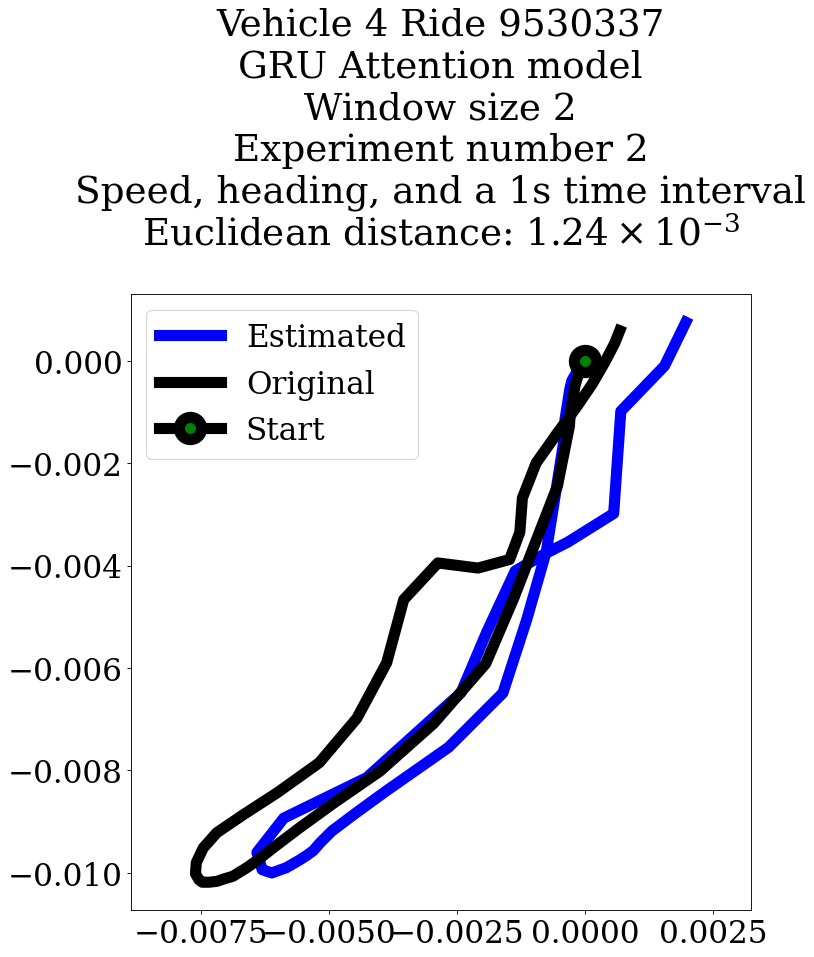 Vehicle 4 Ride 9530337
GRU Attention model
Window size 2
Experiment number 2
Speed, heading, and a 1s time interval
Euclidean distance: 1.24 × 10⁻³
Estimated
Original
Start
0.000
−0.002
−0.004
−0.006
−0.008
−0.010
−0.0075 −0.0050 −0.0025 0.0000 0.0025